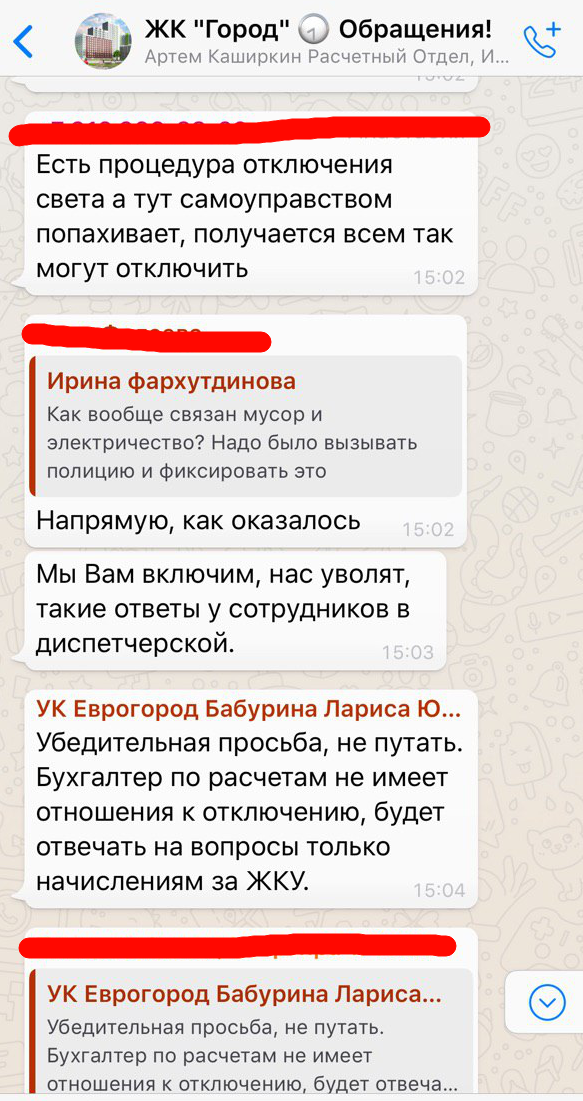 ЖК "Город" 🕢 Обращения!
Артем Каширкин Расчетный Отдел, И...
15:02
Есть процедура отключения
света а тут самоуправством
попахивает, получается всем так
могут отключить
15:02
Ирина фархутдинова
Как вообще связан мусор и
электричество? Надо было вызывать
полицию и фиксировать это
Напрямую, как оказалось
15:02
Мы Вам включим, нас уволят,
такие ответы у сотрудников в
диспетчерской.
15:03
УК Еврогород Бабурина Лариса Ю...
Убедительная просьба, не путать.
Бухгалтер по расчетам не имеет
отношения к отключению, будет
отвечать на вопросы только
начислениям за ЖКУ.
15:04
УК Еврогород Бабурина Лариса...
Убедительная просьба, не путать.
Бухгалтер по расчетам не имеет
отношения к отключению, будет отвеча...